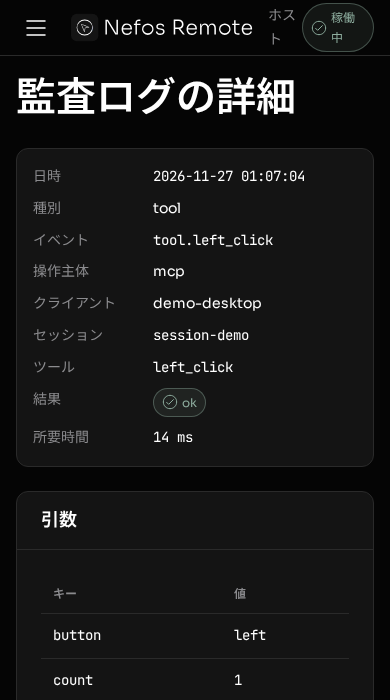 Nefos Remote
ホス
ト
稼働
中
監査ログの詳細
日時 2026-11-27 01:07:04
種別 tool
イベント tool.left_click
操作主体 mcp
クライアント demo-desktop
セッション session-demo
ツール left_click
結果 ok
所要時間 14 ms
引数
キー 値
button left
count 1